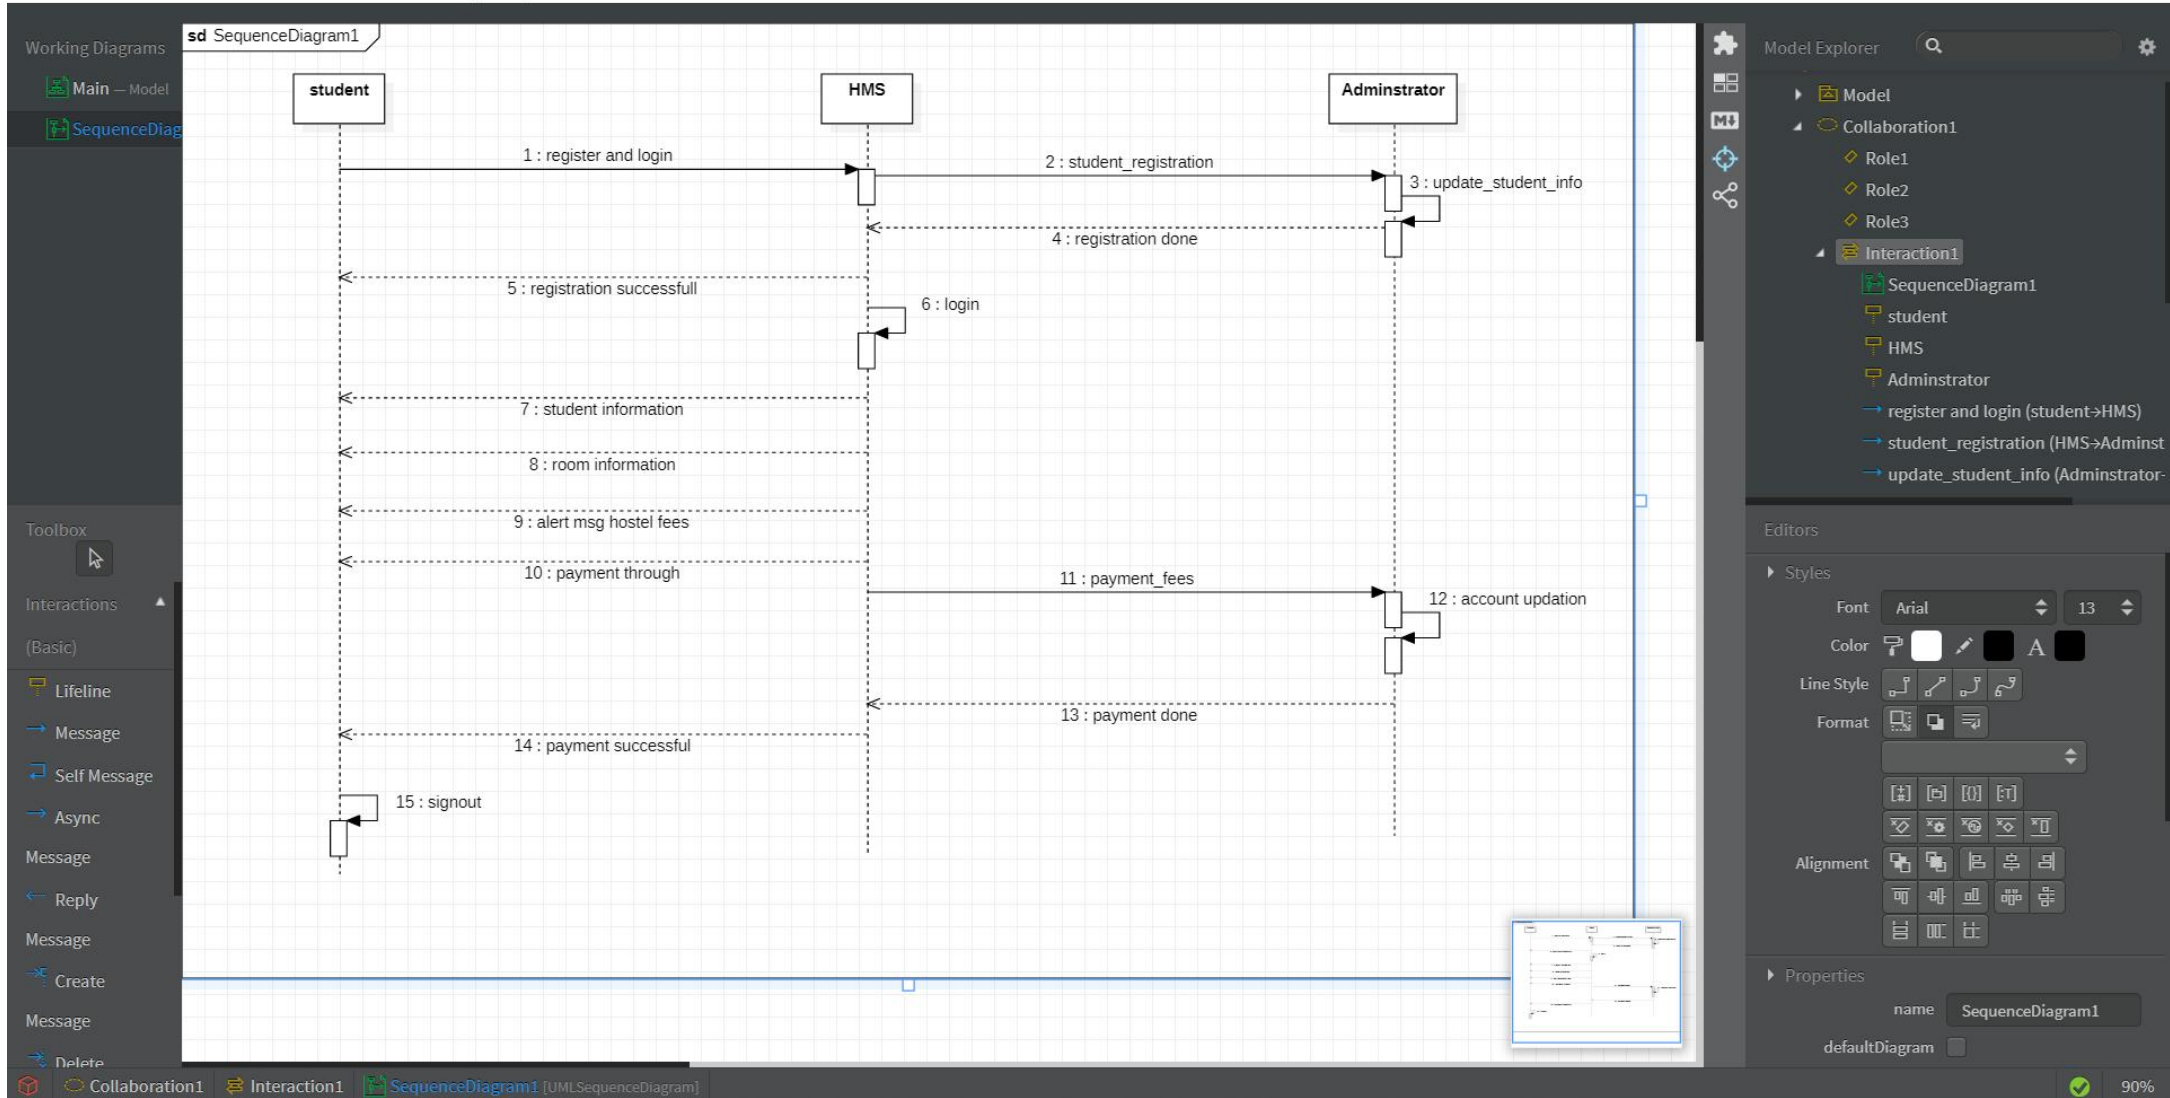 Working Diagrams
Main — Model
SequenceDiag
Toolbox
Interactions
(Basic)
Lifeline
Message
Self Message
Async
Message
Reply
Message
Create
Message
Delete
sd SequenceDiagram1
student
HMS
Adminstrator
1 : register and login
2 : student_registration
3 : update_student_info
4 : registration done
5 : registration successfull
6 : login
7 : student information
8 : room information
9 : alert msg hostel fees
10 : payment through
11 : payment_fees
12 : account updation
13 : payment done
14 : payment successful
15 : signout
M
Model Explorer
Model
Collaboration1
Role1
Role2
Role3
Interaction1
SequenceDiagram1
student
HMS
Adminstrator
register and login (student→HMS)
student_registration (HMS→Adminst
update_student_info (Adminstrator-
Editors
Styles
Font Arial 13
Color A
Line Style
Format
Alignment
Properties
name SequenceDiagram1
defaultDiagram
Collaboration1 Interaction1 SequenceDiagram1 [UMLSequenceDiagram] 90%